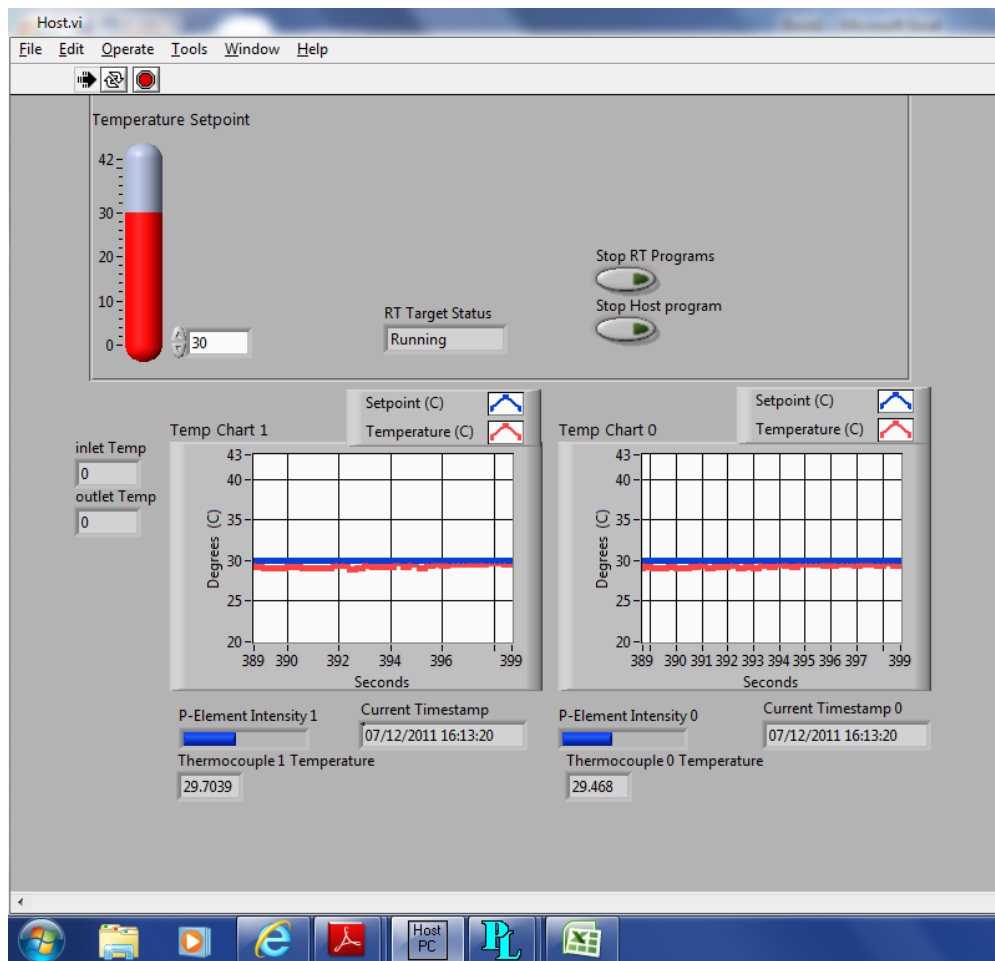 Host.vi
File Edit Operate Tools Window Help
Temperature Setpoint
42
30
20
10
0
30
RT Target Status
Running
Stop RT Programs
Stop Host program
inlet Temp
0
outlet Temp
0
Temp Chart 1
Setpoint (C)
Temperature (C)
43
40
35
30
25
20
Degrees (C)
389 390 392 394 396 399
Seconds
Temp Chart 0
Setpoint (C)
Temperature (C)
43
40
35
30
25
20
Degrees (C)
389 390 391 392 393 394 395 396 397 399
Seconds
P-Element Intensity 1
Current Timestamp
07/12/2011 16:13:20
Thermocouple 1 Temperature
29.7039
P-Element Intensity 0
Current Timestamp 0
07/12/2011 16:13:20
Thermocouple 0 Temperature
29.468
Host
PC
PL